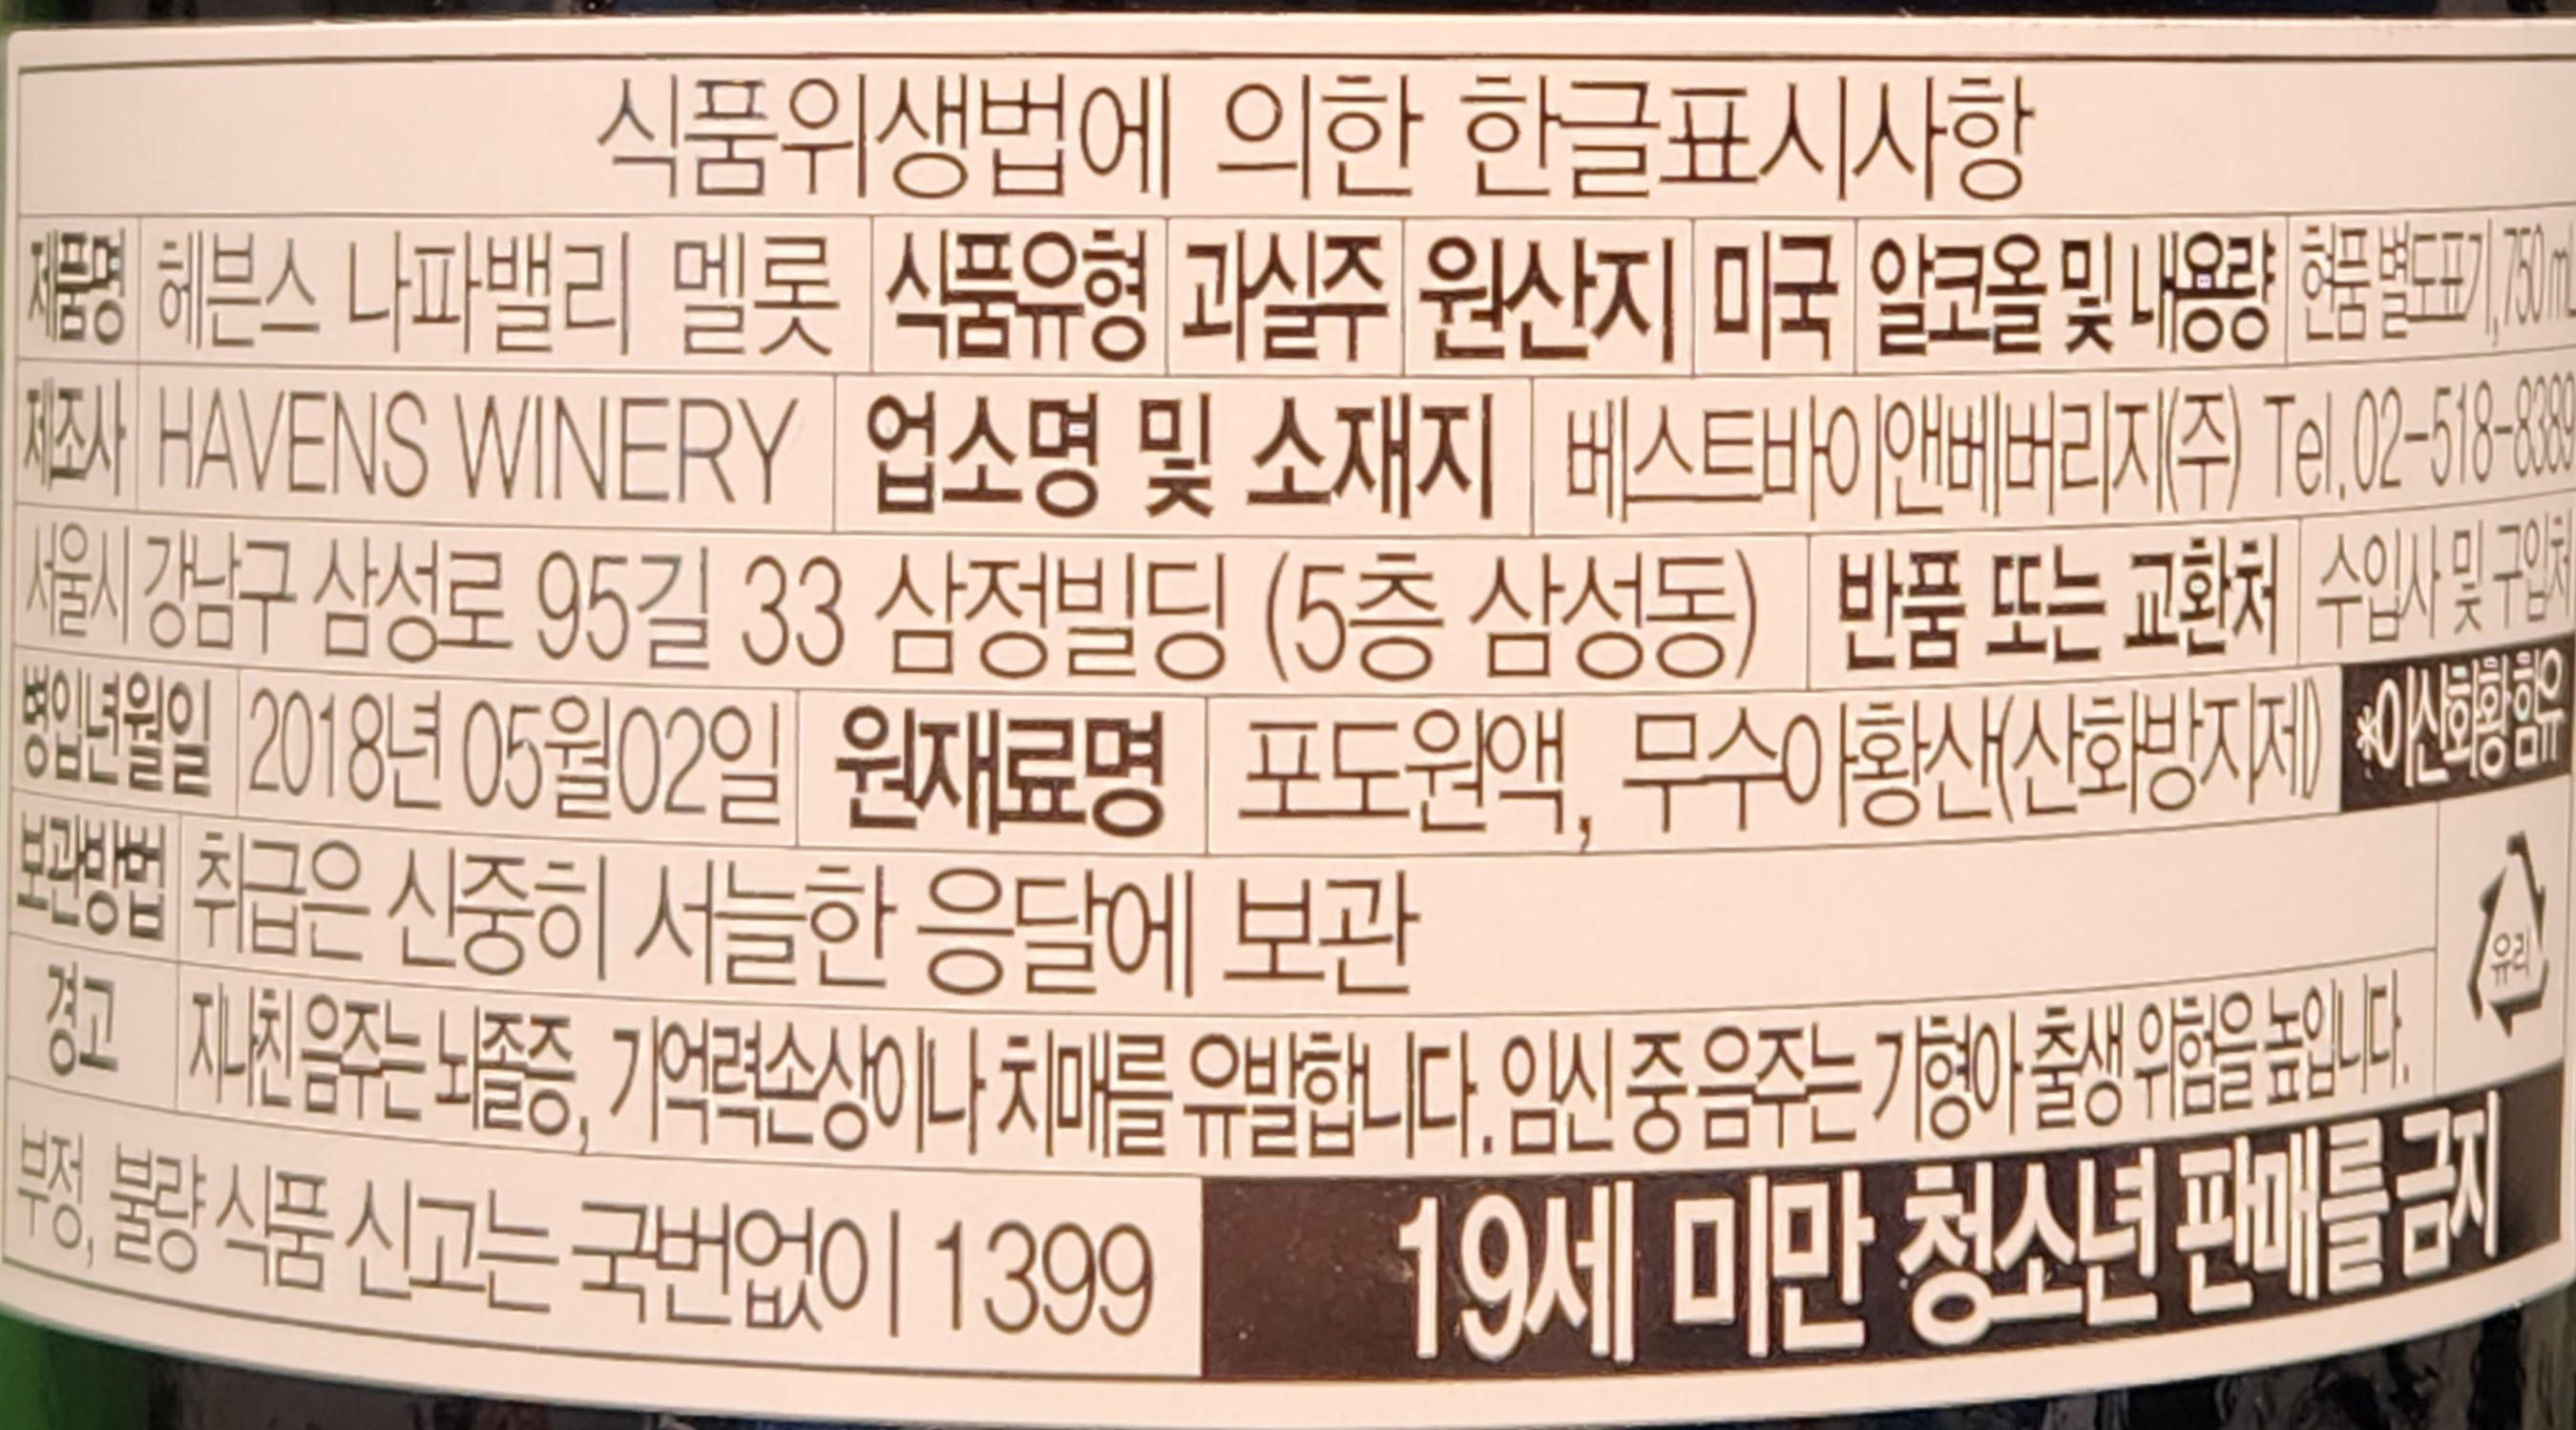 식품위생법에 의한 한글표시사항
제품명 헤븐스 나파밸리 멜롯 식품유형 과실주 원산지 미국 알코올 및 내용량 현품 별도표기, 750 mL
제조사 HAVENS WINERY 업소명 및 소재지 베스트바이앤베버리지(주) Tel. 02-518-8389
서울시 강남구 삼성로 95길 33 삼정빌딩 (5층 삼성동) 반품 또는 교환처 수입사 및 구입처
병입년월일 2018년 05월02일 원재료명 포도원액, 무수아황산(산화방지제) *이산화황함유
보관방법 취급은 신중히 서늘한 응달에 보관
유리
경고 지나친 음주는 뇌졸증, 기억력손상이나 치매를 유발합니다. 임신 중 음주는 기형아 출생 위험을 높입니다.
부정, 불량 식품 신고는 국번없이 1399 19세 미만 청소년 판매를 금지